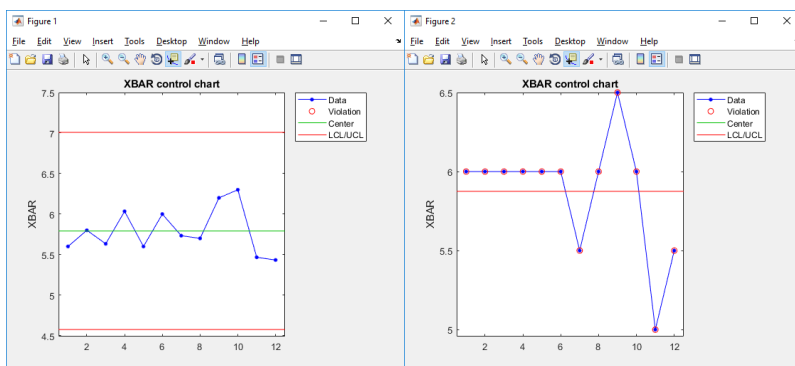 Figure 1
File Edit View Insert Tools Desktop Window Help
XBAR control chart
7.5
7
6.5
6
5.5
5
4.5
XBAR
2 4 6 8 10 12
Data
Violation
Center
LCL/UCL
Figure 2
File Edit View Insert Tools Desktop Window Help
XBAR control chart
6.5
6
5.5
5
XBAR
2 4 6 8 10 12
Data
Violation
Center
LCL/UCL